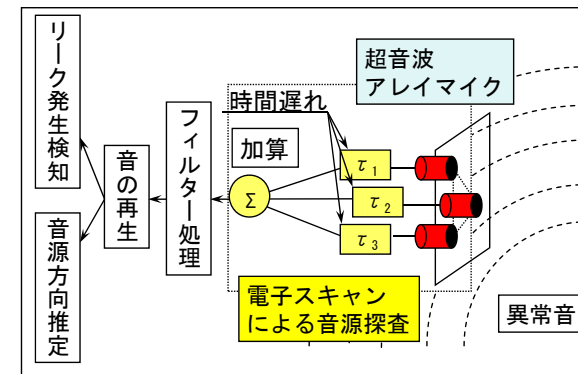 リーク発生検知
音源方向推定
音の再生
フィルター処理
時間遅れ
加算
Σ
τ1
τ2
τ3
超音波
アレイマイク
電子スキャン
による音源探査
異常音